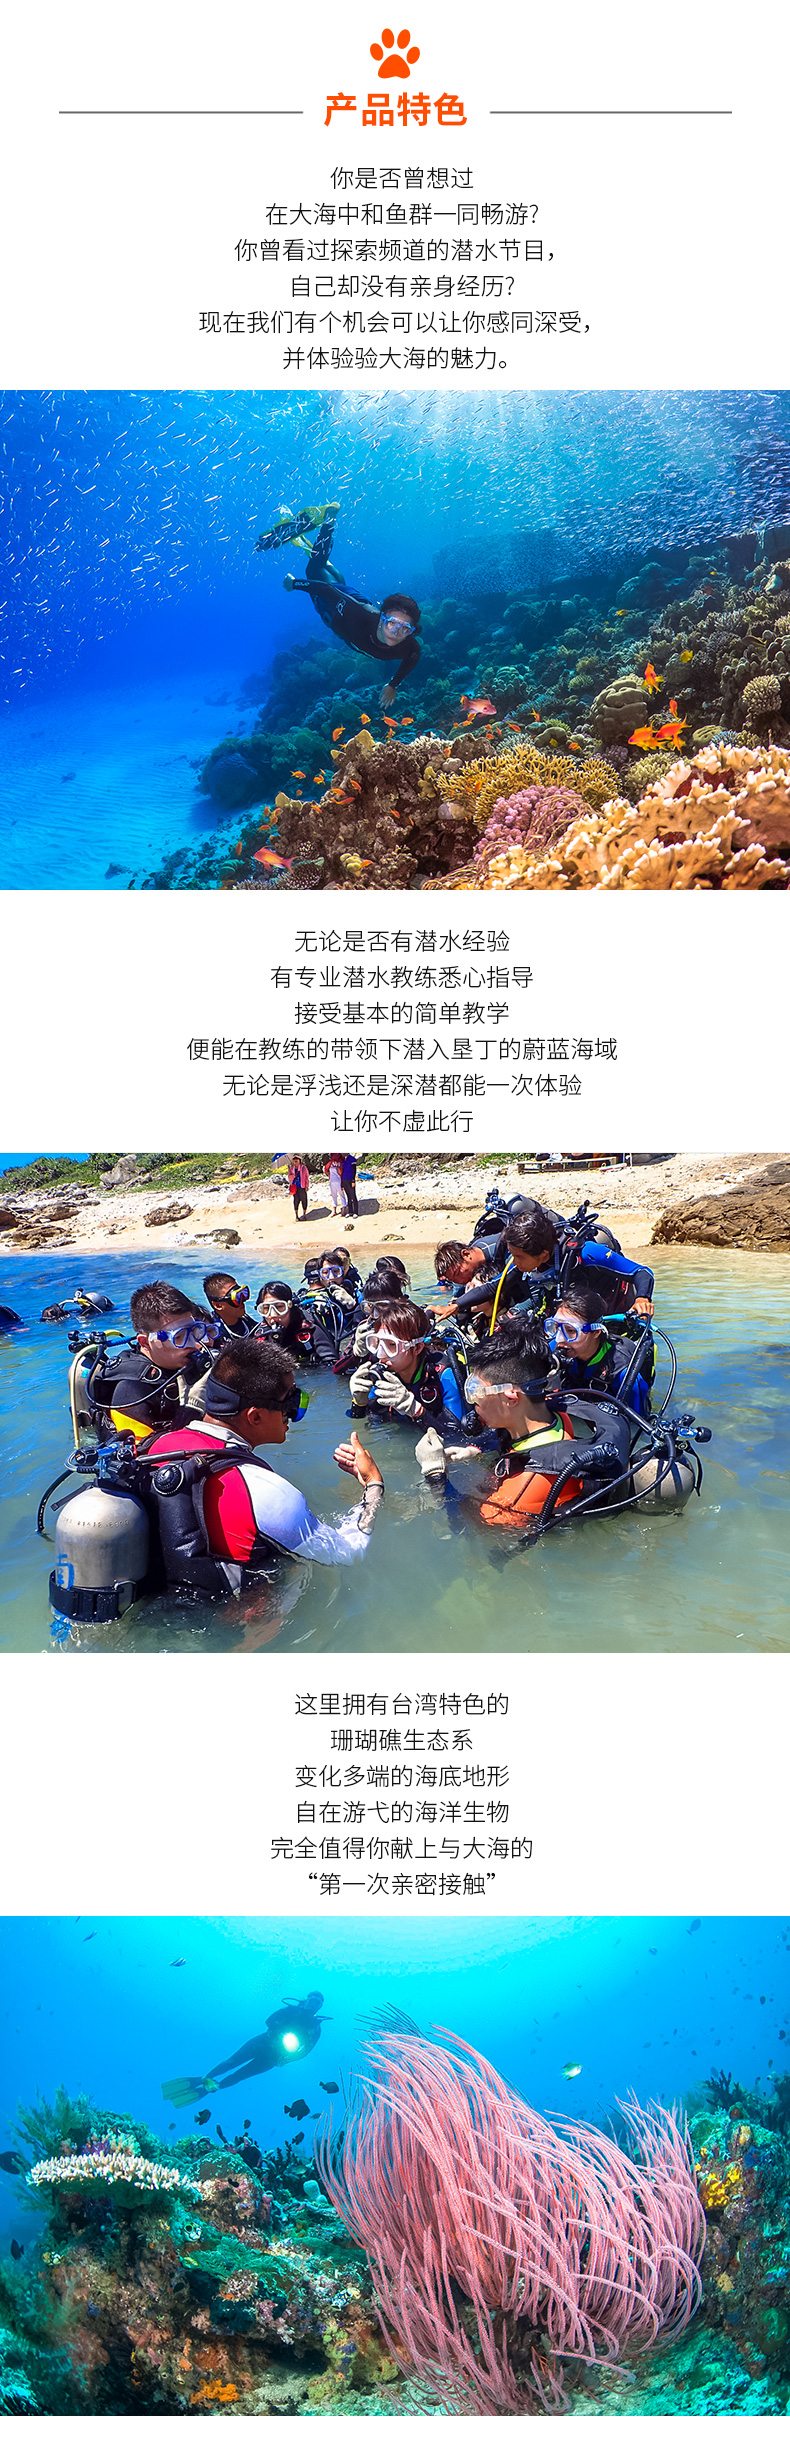 产品特色
你是否曾想过
在大海中和鱼群一同畅游?
你曾看过探索频道的潜水节目，
自己却没有亲身经历?
现在我们有个机会可以让你感同深受，
并体验验大海的魅力。
无论是否有潜水经验
有专业潜水教练悉心指导
接受基本的简单教学
便能在教练的带领下潜入垦丁的蔚蓝海域
无论是浮浅还是深潜都能一次体验
让你不虚此行
这里拥有台湾特色的
珊瑚礁生态系
变化多端的海底地形
自在游弋的海洋生物
完全值得你献上与大海的
“第一次亲密接触”